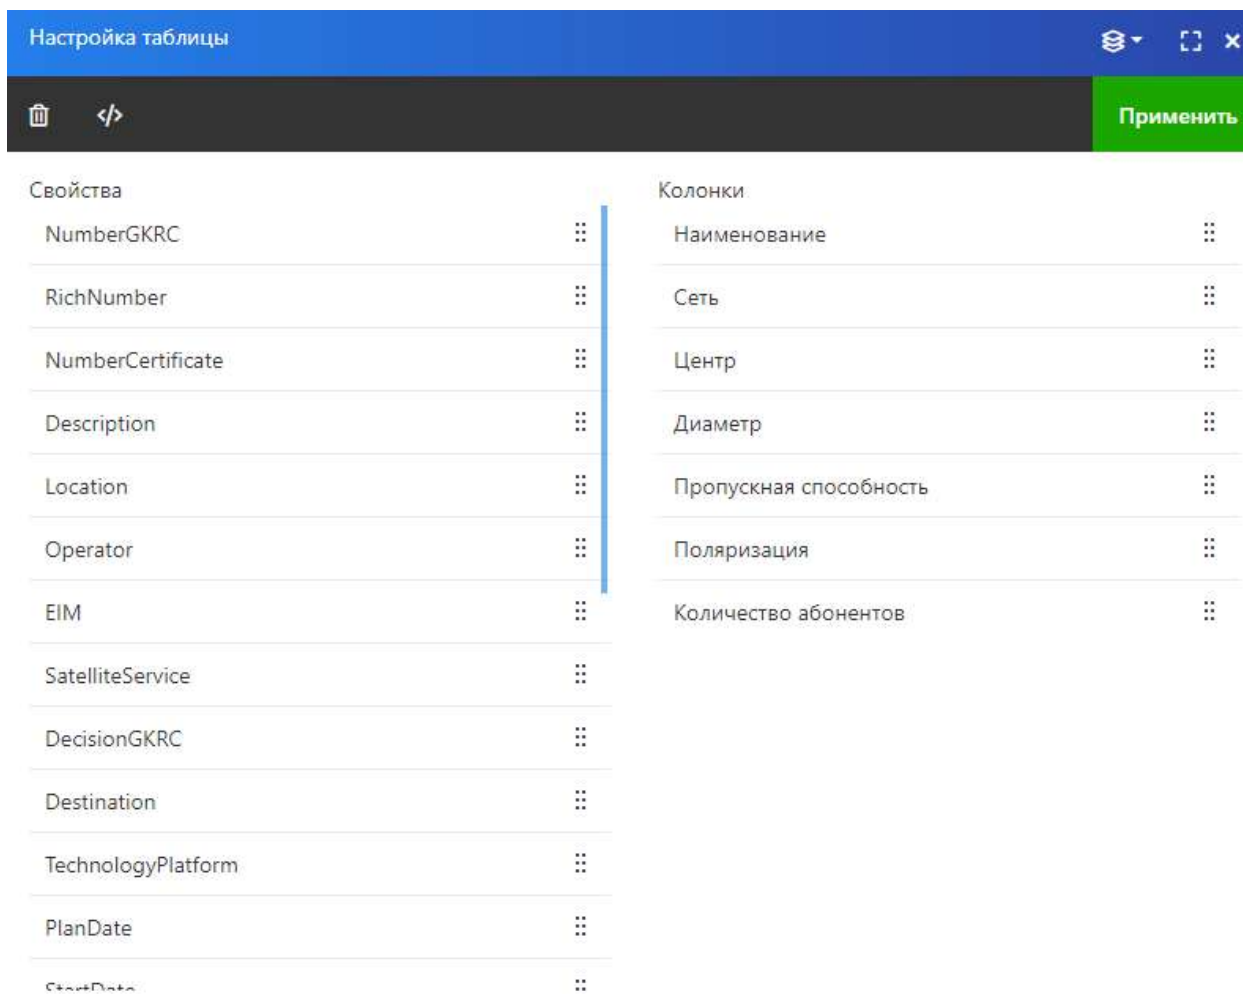 Настройка таблицы
Применить
Свойства
NumberGKRC
RichNumber
NumberCertificate
Description
Location
Operator
EIM
SatelliteService
DecisionGKRC
Destination
TechnologyPlatform
PlanDate
StartDate
Колонки
Наименование
Сеть
Центр
Диаметр
Пропускная способность
Поляризация
Количество абонентов